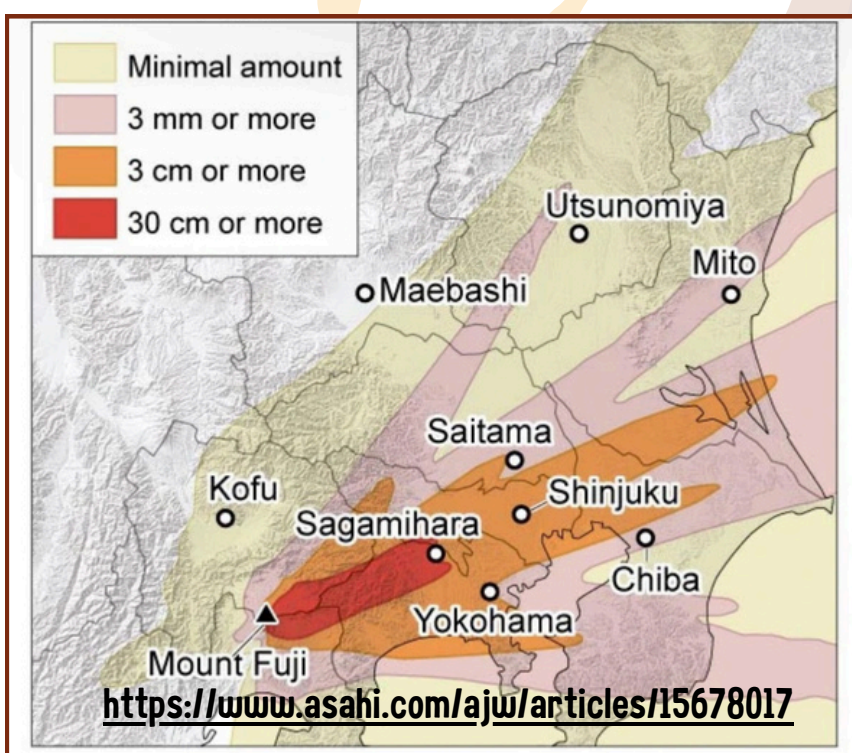 Minimal amount
3 mm or more
3 cm or more
30 cm or more
Utsunomiya
Mito
Maebashi
Saitama
Kofu
Shinjuku
Sagamihara
Chiba
Yokohama
Mount Fuji
https://www.asahi.com/ajw/articles/15678017